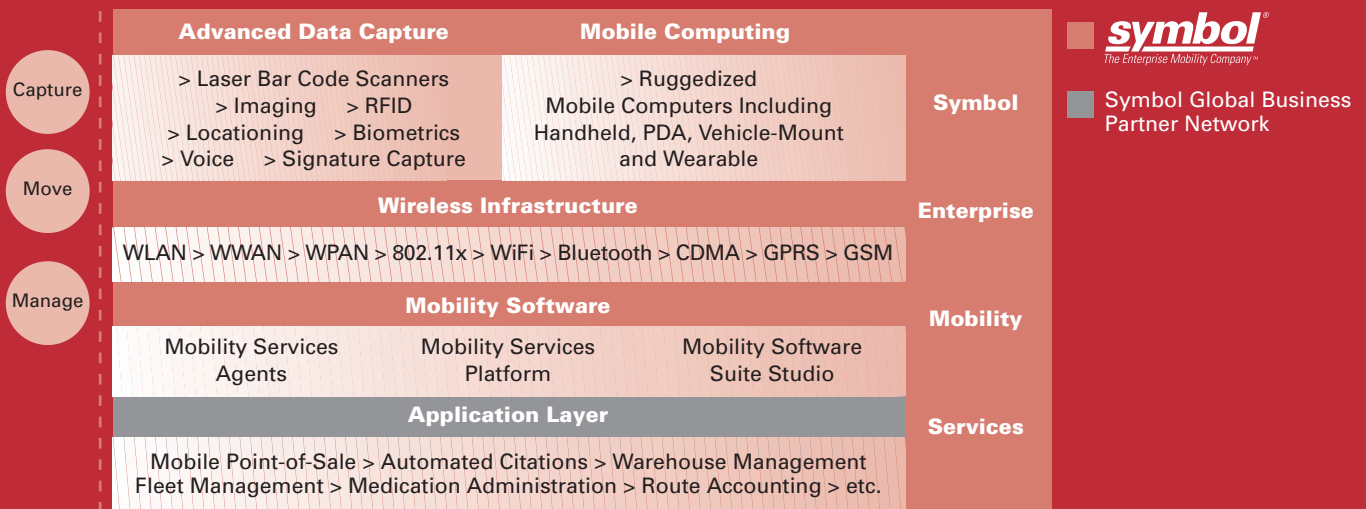 Capture
Move
Manage
Advanced Data Capture
> Laser Bar Code Scanners
> Imaging > RFID
> Locationing > Biometrics
> Voice > Signature Capture
Mobile Computing
> Ruggedized
Mobile Computers Including
Handheld, PDA, Vehicle-Mount
and Wearable
Wireless Infrastructure
WLAN > WWAN > WPAN > 802.11x > WiFi > Bluetooth > CDMA > GPRS > GSM
Mobility Software
Mobility Services
Agents
Mobility Services
Platform
Mobility Software
Suite Studio
Application Layer
Mobile Point-of-Sale > Automated Citations > Warehouse Management
Fleet Management > Medication Administration > Route Accounting > etc.
Symbol
Enterprise
Mobility
Services
symbol®
The Enterprise Mobility Company™
Symbol Global Business
Partner Network